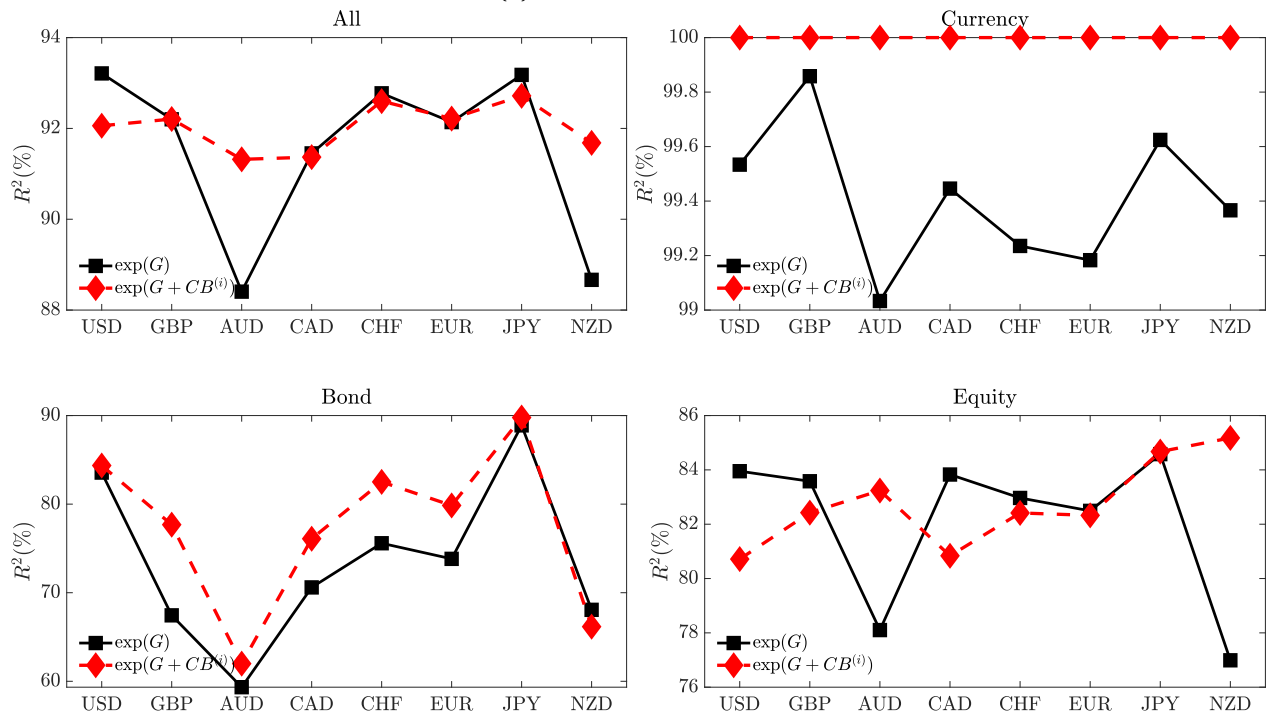 All
94
92
90
88
R²(%)
exp(G)
exp(G + CB⁽ⁱ⁾)
USD GBP AUD CAD CHF EUR JPY NZD
Currency
100
99.8
99.6
99.4
99.2
99
R²(%)
exp(G)
exp(G + CB⁽ⁱ⁾)
USD GBP AUD CAD CHF EUR JPY NZD
Bond
90
80
70
60
R²(%)
exp(G)
exp(G + CB⁽ⁱ⁾)
USD GBP AUD CAD CHF EUR JPY NZD
Equity
86
84
82
80
78
76
R²(%)
exp(G)
exp(G + CB⁽ⁱ⁾)
USD GBP AUD CAD CHF EUR JPY NZD